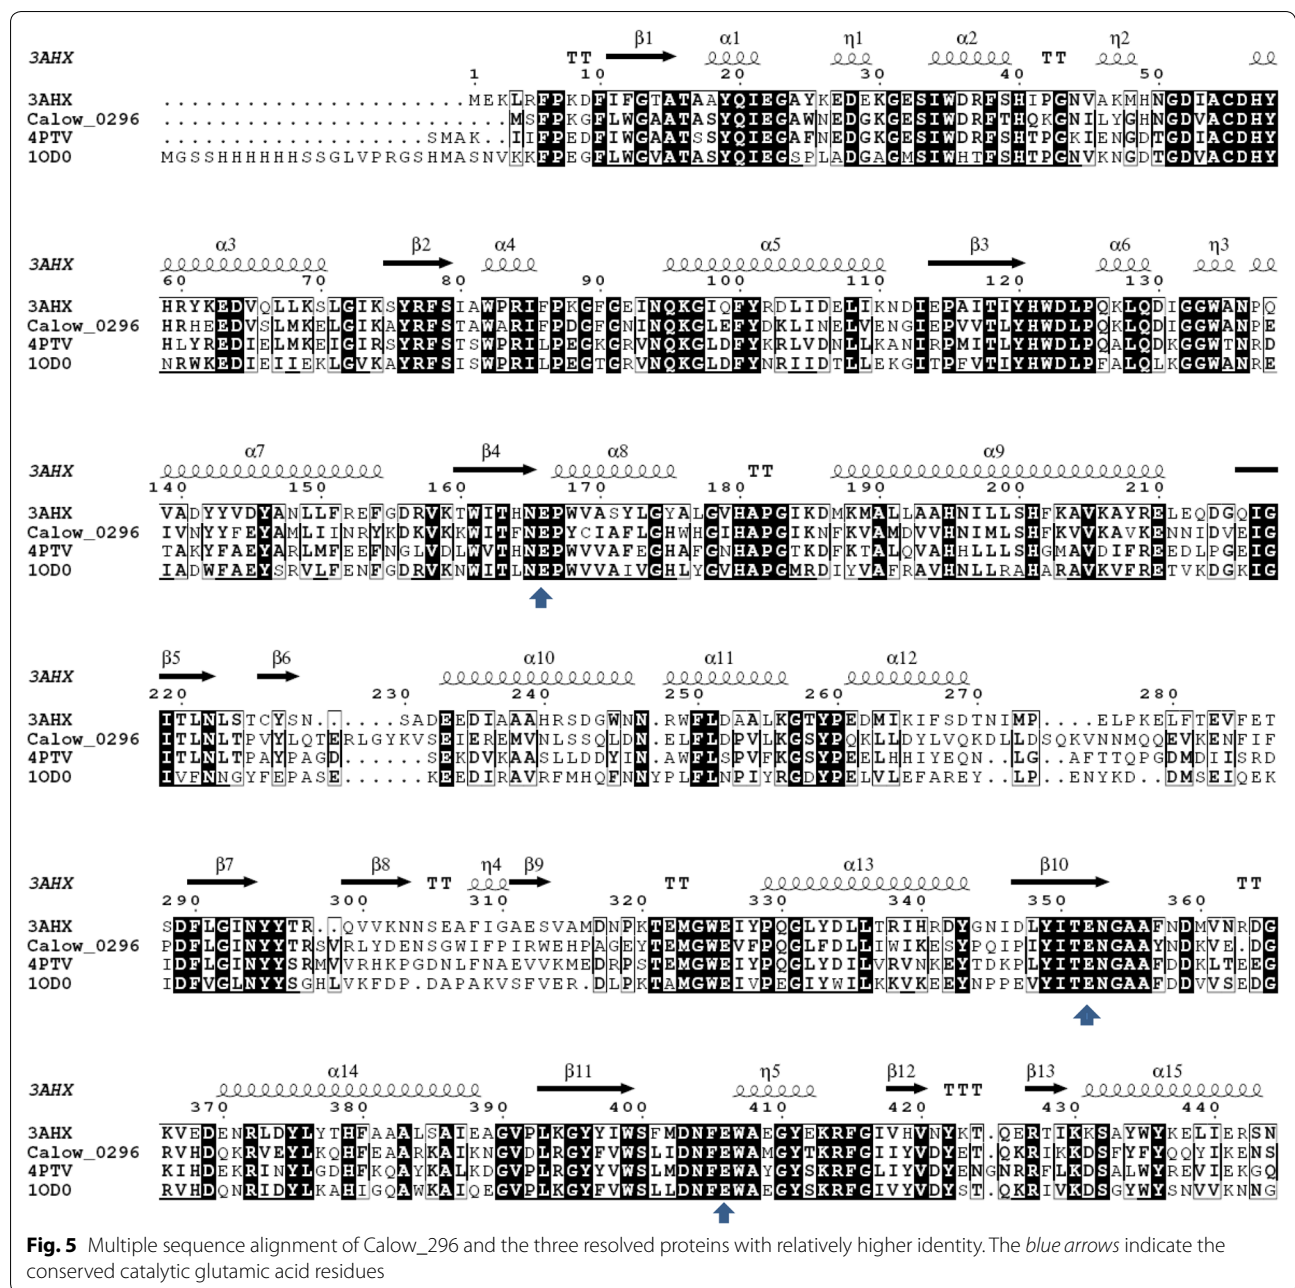 β1 α1 η1 α2 η2
3AHX TT TT
1 10 20 30 40 50
3AHX ......................MEKLRFPKDFIFGTATAAYQIEGAYKEDEKGESIWDRFSHIPGNVAKMHNGDIACDHY
Calow_0296 .........................MSFPKGFLWGAATASYQIEGAWNEDGKGESIWDRFTHQKGNILYGHNGDVACDHY
4PTV ...................SMAK..IIFPEDFIWGAATSSYQIEGAFNEDGKGESIWDRFSHTPGKIENGDTGDIACDHY
1OD0 MGSSHHHHHHSSGLVPRGSHMASNVKKFPEGFLWGVATASYQIEGSPLADGAGMSIWHTFSHTPGNVKNGDTGDVACDHY
α3 β2 α4 α5 β3 α6 η3
3AHX
60 70 80 90 100 110 120 130
3AHX HRYKEDVQLLKSLGIKSYRFSIAWPRIFPKGFGEINQKGIQFYRDLIDELIKNDIEPAITIYHWDLPQKLQDIGGWANPQ
Calow_0296 HRHEEDVSLMKELGIKAYRFSTAWARIFPDGFGNINQKGLEFYDKLINELVENGIEPVVTLYHWDLPQKLQDIGGWANPE
4PTV HLYREDIELMKEIGIRSYRFSTSWPRILPEGKGRVNQKGLDFYKRLVDNLLKANIRPMITLYHWDLPQALQDKGGWTNRD
1OD0 NRWKEDIEIIEKLGVKAYRFSISWPRILPEGTGRVNQKGLDFYNRIIDTLLEKGITPFVTIYHWDLPFALQLKGGWANRE
α7 β4 α8 α9
3AHX TT
140 150 160 170 180 190 200 210
3AHX VADYYVDYANLLFREFGDRVKTWITHNEPWVASYLGYALGVHAPGIKDMKMALLAAHNILLSHFKAVKAYRELEQDGQIG
Calow_0296 IVNYYFEYAMLIINRYKDKVKKWITFNEPYCIAFLGHWHGIHAPGIKNFKVAMDVVHNIMLSHFKVVKAVKENNIDVEIG
4PTV TAKYFAEYARLMFEEFNGLVDLWVTHNEPWVVAFEGHAFGNHAPGTKDFKTALQVAHHLLLSHGMAVDIFREEDLPGEIG
1OD0 IADWFAEYSRVLFENFGDRVKNWITLNEPWVVAIVGHLYGVHAPGMRDIYVAFRAVHNLLRAHARAVKVFRETVKDGKIG
β5 β6 α10 α11 α12
3AHX
220 230 240 250 260 270 280
3AHX ITLNLSTCYSN......SADEEDIAAAHRSDGWNN.RWFLDAALKGTYPEDMIKIFSDTNIMP....ELPKELFTEVFET
Calow_0296 ITLNLTPVYLQTERLGYKVSEIEREMVNLSSQLDN.ELFLDPVLKGSYPQKLLDYLVQKDLLDSQKVNNMQQEVKENFIF
4PTV ITLNLTPAYPAGD......SEKDVKAASLLDDYIN.AWFLSPVFKGSYPEELHHIYEQN..LG..AFTTQPGDMDIISRD
1OD0 IVFNNGYFEPASE......KEEDIRAVRFMHQFNNYPLFLNPIYRGDYPELVLEFAREY..LP..ENYKD..DMSEIQEK
β7 β8 η4 β9 α13 β10
3AHX TT TT TT
290 300 310 320 330 340 350 360
3AHX SDFLGINYYTR..QVVKNNSEAFIGAESVAMDNPKTEMGWEIYPQGLYDLLTRIHRDYGNIDLYITENGAAFNDMVNRDG
Calow_0296 PDFLGINYYTRSVRLYDENSGWIFPIRWEHPAGEYTEMGWEVFPQGLFDLLIWIKESYPQIPIYITENGAAYNDKVE.DG
4PTV IDFLGINYYSRMVVRHKPGDNLFNAEVVKMEDRPSTEMGWEIYPQGLYDILVRVNKEYTDKPLYITENGAAFDDKLTEEG
1OD0 IDFVGLNYYSGHLVKFDP.DAPAKVSFVER.DLPKTAMGWEIVPEGIYWILKKVKEEYNPPEVYITENGAAFDDVVSEDG
α14 β11 η5 β12 β13 α15
3AHX TTT
370 380 390 400 410 420 430 440
3AHX KVEDENRLDYLYTHFAAALSAIEAGVPLKGYYIWSFMDNFEWAEGYEKRFGIVHVNYKT.QERTIKKSAYWYKELIERSN
Calow_0296 RVHDQKRVEYLKQHFEAARKAIKNGVDLRGYFVWSLIDNFEWAMGYTKRFGIIYVDYET.QKRIKKDSFYFYQQYIKENS
4PTV KIHDEKRINYLGDHFKQAYKALKDGVPLRGYYVWSLMDNFEWAYGYSKRFGLIYVDYENGNRRFLKDSALWYREVIEKGQ
1OD0 RVHDQNRIDYLKAHIGQAWKAIQEGVPLKGYFVWSLLDNFEWAEGYSKRFGIVYVDYST.QKRIVKDSGYWYSNVVKNNG
Fig. 5 Multiple sequence alignment of Calow_296 and the three resolved proteins with relatively higher identity. The blue arrows indicate the
conserved catalytic glutamic acid residues